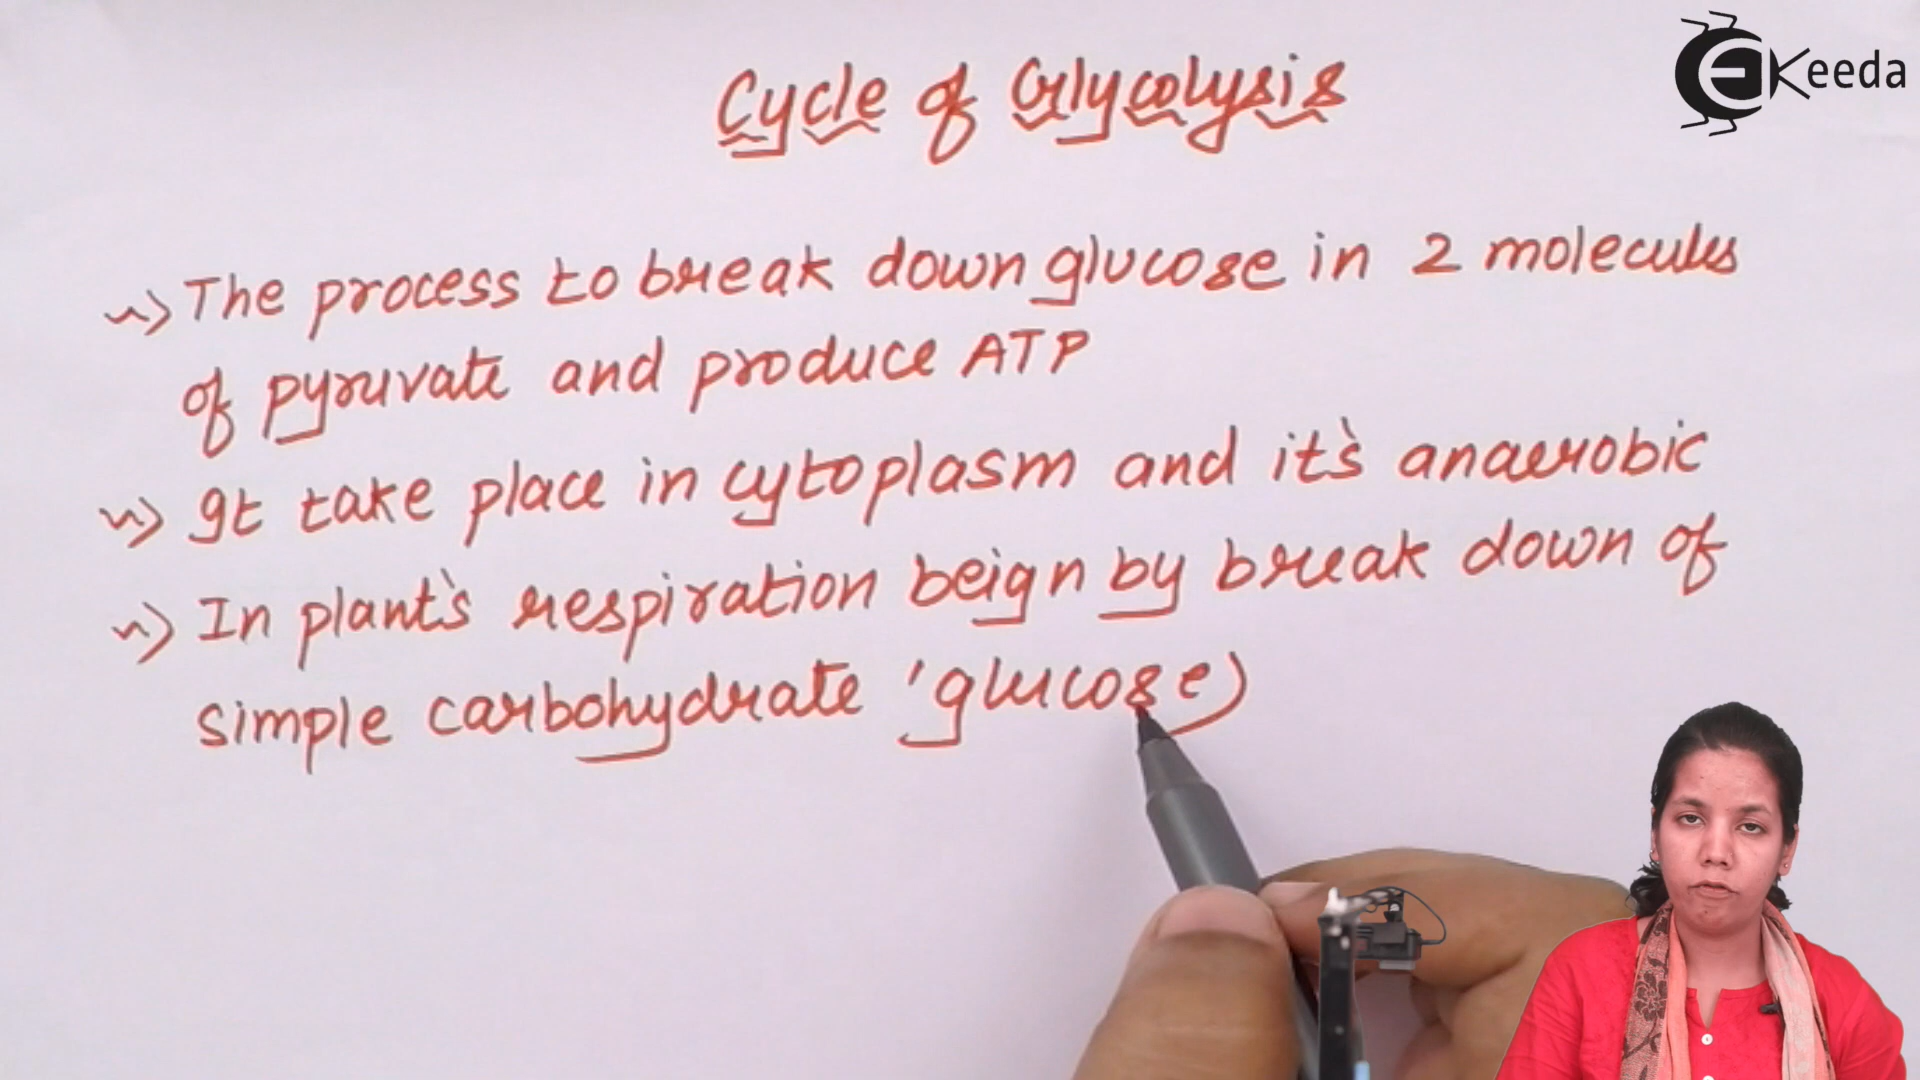 Cycle of Glycolysis
EKeeda
The process to break down glucose in 2 molecules
of pyruvate and produce ATP
It take place in cytoplasm and it's anaerobic
In plant's respiration beign by break down of
simple carbohydrate 'glucose)